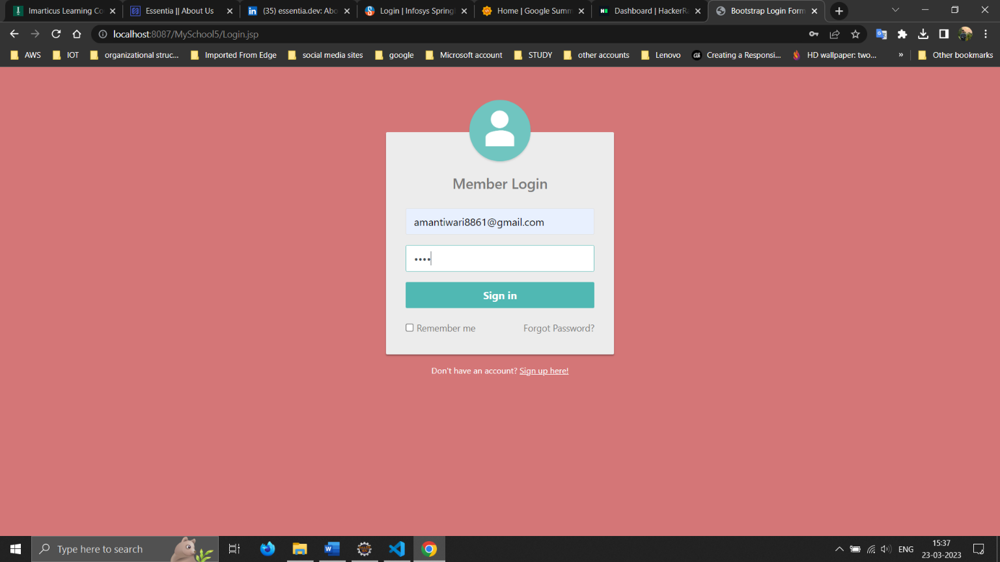 Imarticus Learning Co
Essentia || About Us
(35) essentia.dev: Abo
Login | Infosys Spring
Home | Google Summ
Dashboard | HackerRa
Bootstrap Login Form
localhost:8087/MySchool5/Login.jsp
AWS
IOT
organizational struc...
Imported From Edge
social media sites
google
Microsoft account
STUDY
other accounts
Lenovo
Creating a Responsi...
HD wallpaper: two...
»
Other bookmarks
Member Login
amantiwari8861@gmail.com
••••
Sign in
Remember me
Forgot Password?
Don't have an account? Sign up here!
Type here to search
ENG
15:37
23-03-2023